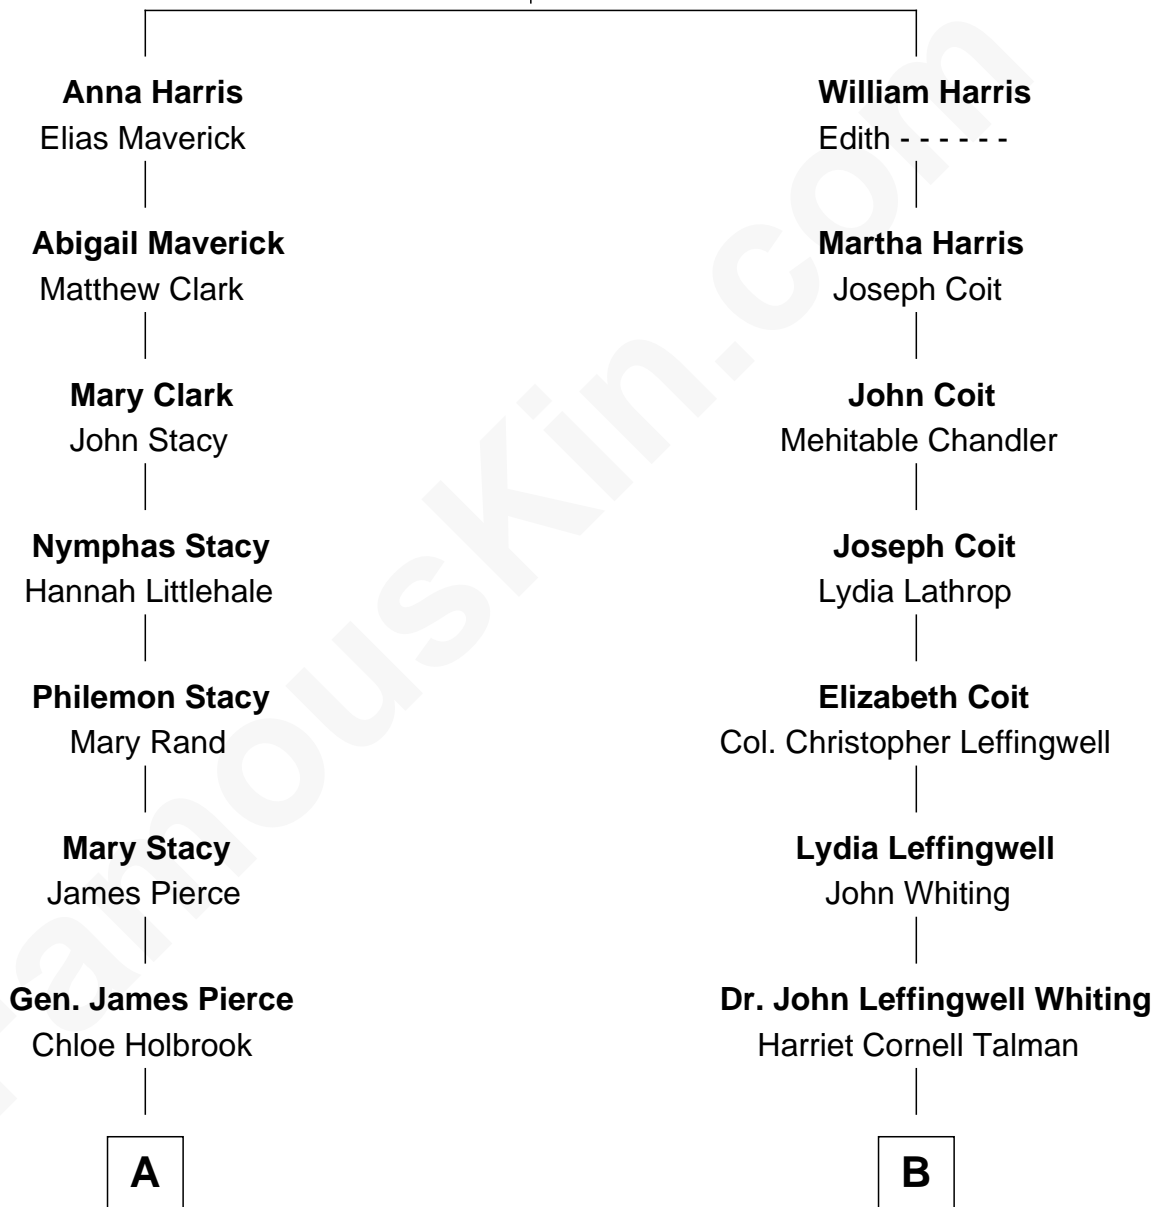 Anna Harris
Elias Maverick
Abigail Maverick
Matthew Clark
Mary Clark
John Stacy
Nymphas Stacy
Hannah Littlehale
Philemon Stacy
Mary Rand
Mary Stacy
James Pierce
Gen. James Pierce
Chloe Holbrook
A
William Harris
Edith - - - - - -
Martha Harris
Joseph Coit
John Coit
Mehitable Chandler
Joseph Coit
Lydia Lathrop
Elizabeth Coit
Col. Christopher Leffingwell
Lydia Leffingwell
John Whiting
Dr. John Leffingwell Whiting
Harriet Cornell Talman
B
FamousKin.com